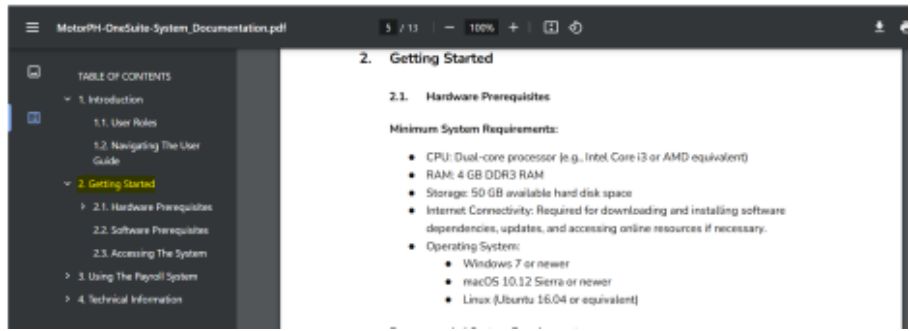 MotorPH-OneSuite-System_Documentation.pdf
5 / 13
100%
TABLE OF CONTENTS
1. Introduction
1.1. User Roles
1.2. Navigating The User
Guide
2. Getting Started
2.1. Hardware Prerequisites
2.2. Software Prerequisites
2.3. Accessing The System
3. Using The Payroll System
4. Technical Information
2. Getting Started
2.1. Hardware Prerequisites
Minimum System Requirements:
● CPU: Dual-core processor (e.g., Intel Core i3 or AMD equivalent)
● RAM: 4 GB DDR3 RAM
● Storage: 50 GB available hard disk space
● Internet Connectivity: Required for downloading and installing software
dependencies, updates, and accessing online resources if necessary.
● Operating System:
● Windows 7 or newer
● macOS 10.12 Sierra or newer
● Linux (Ubuntu 16.04 or equivalent)